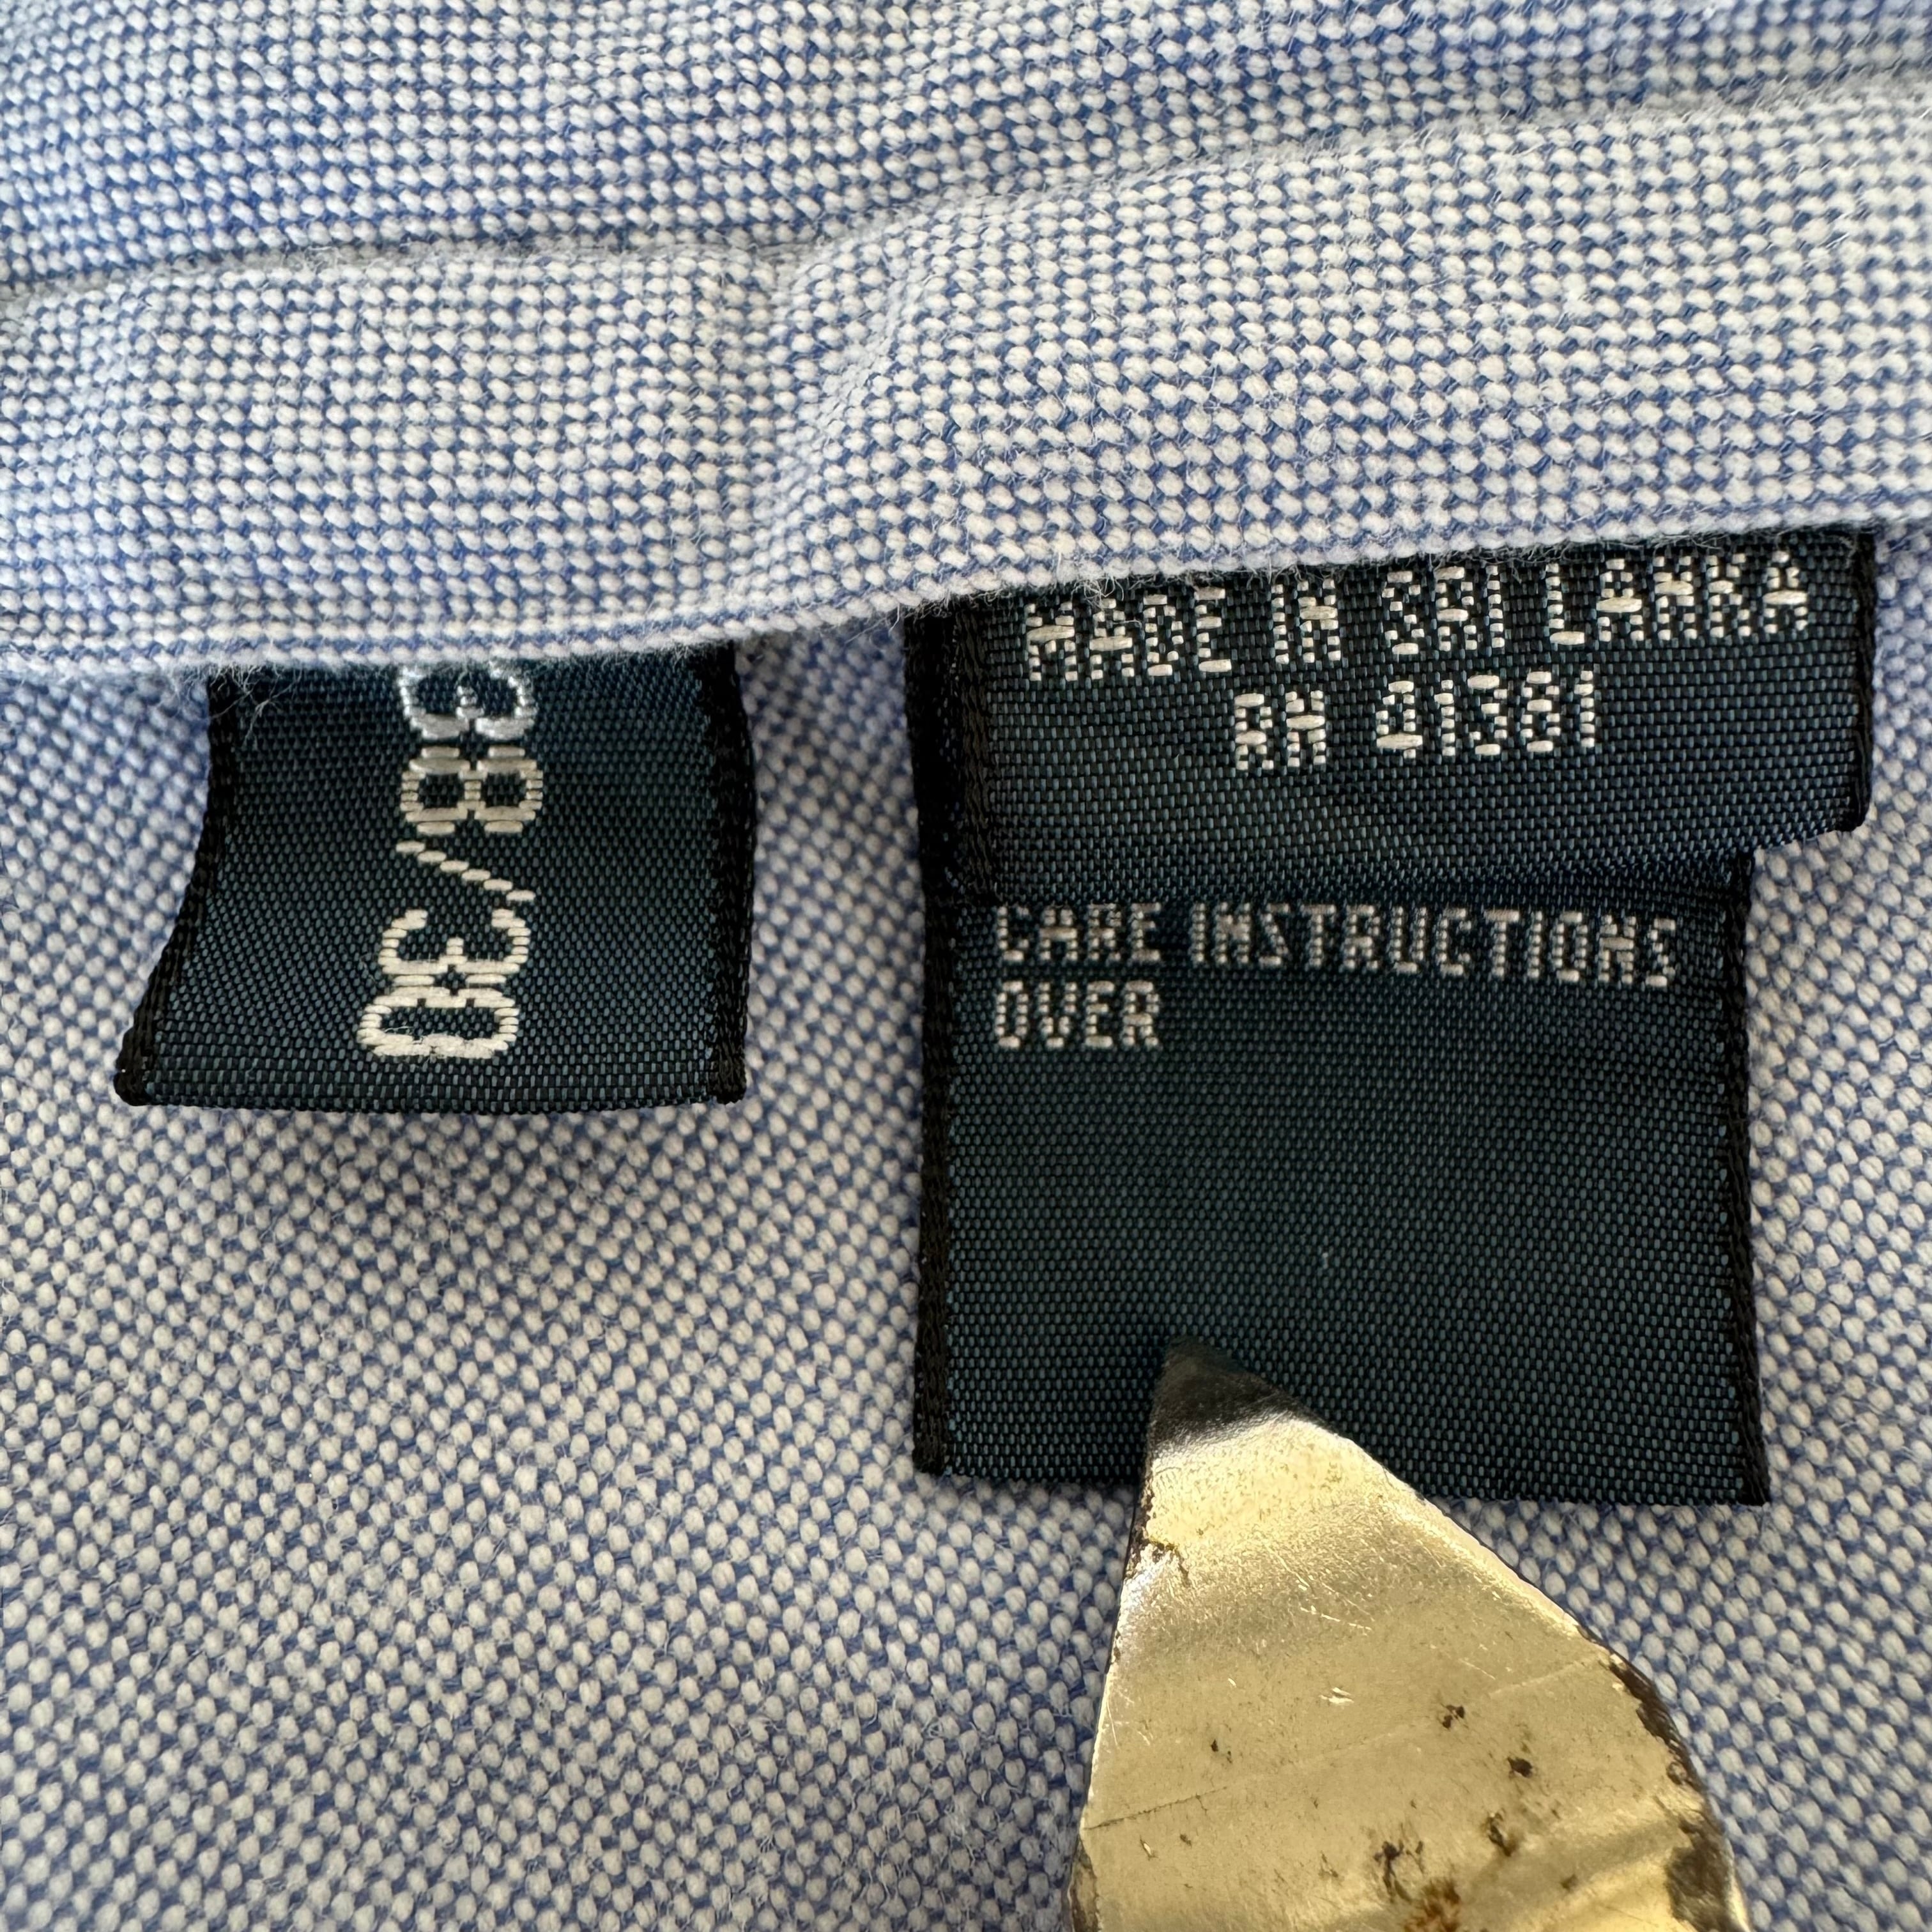 38/30
MADE IN SRI LANKA
RN 41381
CARE INSTRUCTIONS
OVER